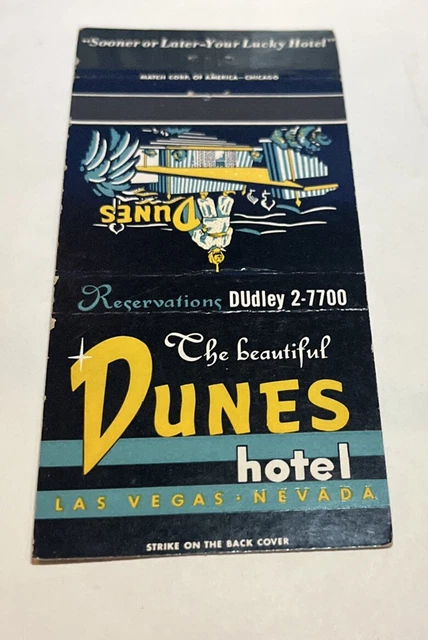 "Sooner or Later-Your Lucky Hotel"
MATCH CORP. OF AMERICA-CHICAGO
DUNES
Reservations DUdley 2-7700
The beautiful
DUNES
hotel
LAS VEGAS · NEVADA
STRIKE ON THE BACK COVER